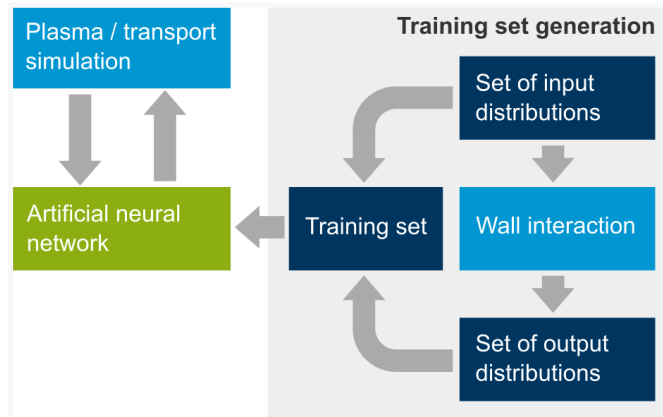 Plasma / transport
simulation
Training set generation
Set of input
distributions
Artificial neural
network
Training set
Wall interaction
Set of output
distributions